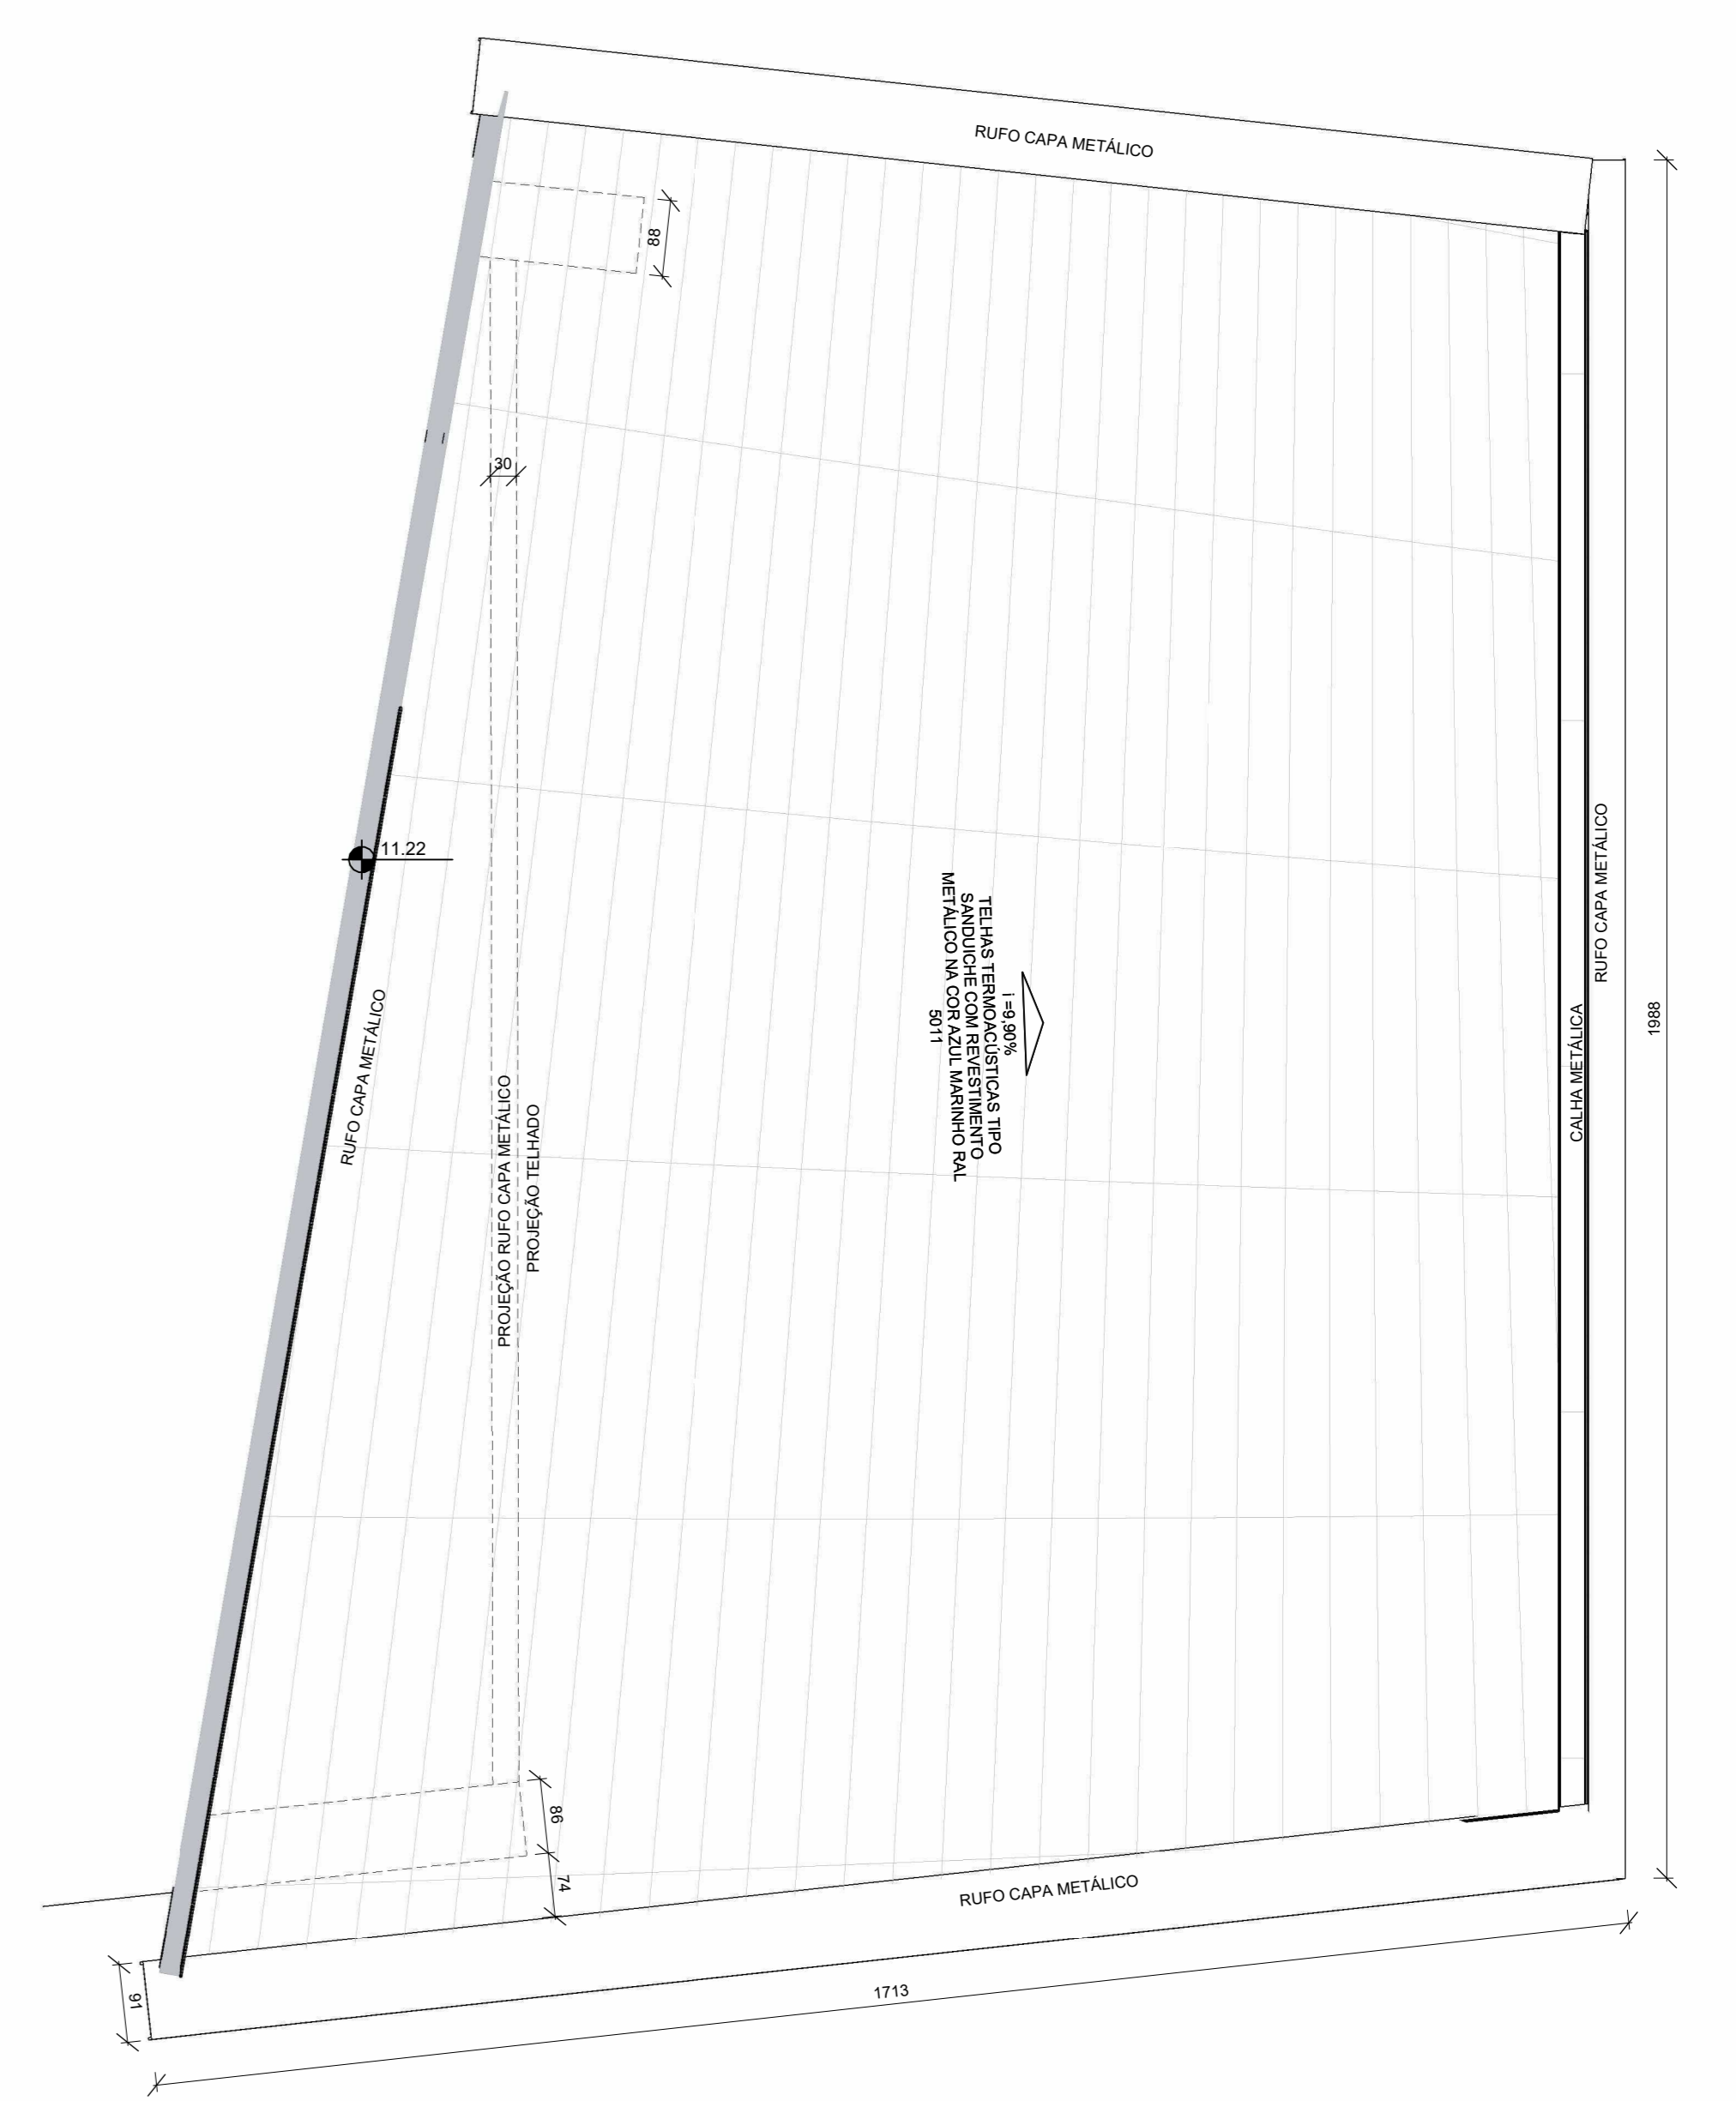 RUFO CAPA METÁLICO
88
30
11.22
TELHAS TERMOACÚSTICAS TIPO
SANDUICHE COM REVESTIMENTO
METÁLICO NA COR AZUL MARINHO RAL
5011
i =9,90%
RUFO CAPA METÁLICO
CALHA METÁLICA
1988
RUFO CAPA METÁLICO
PROJEÇÃO RUFO CAPA METÁLICO
PROJEÇÃO TELHADO
86
74
RUFO CAPA METÁLICO
91
1713